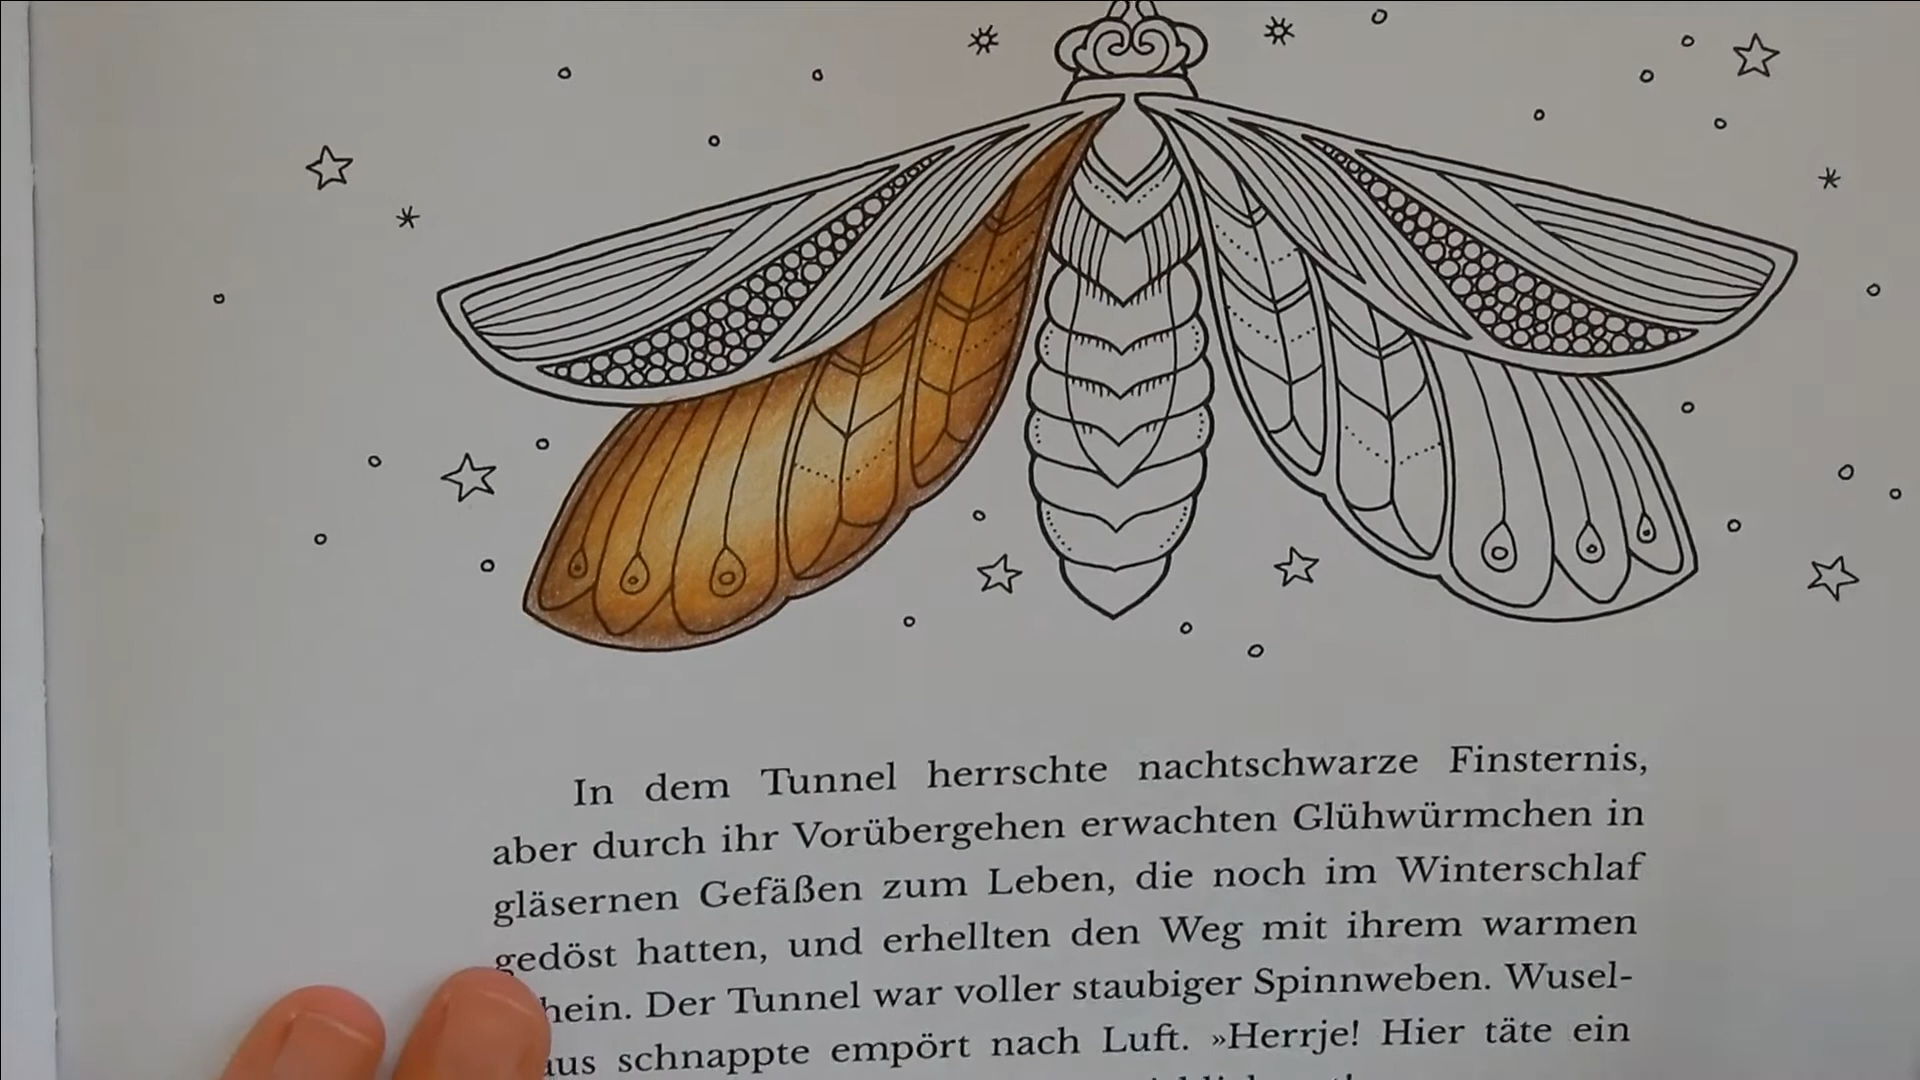 In dem Tunnel herrschte nachtschwarze Finsternis,
aber durch ihr Vorübergehen erwachten Glühwürmchen in
gläsernen Gefäßen zum Leben, die noch im Winterschlaf
gedöst hatten, und erhellten den Weg mit ihrem warmen
hein. Der Tunnel war voller staubiger Spinnweben. Wusel-
aus schnappte empört nach Luft. »Herrje! Hier täte ein